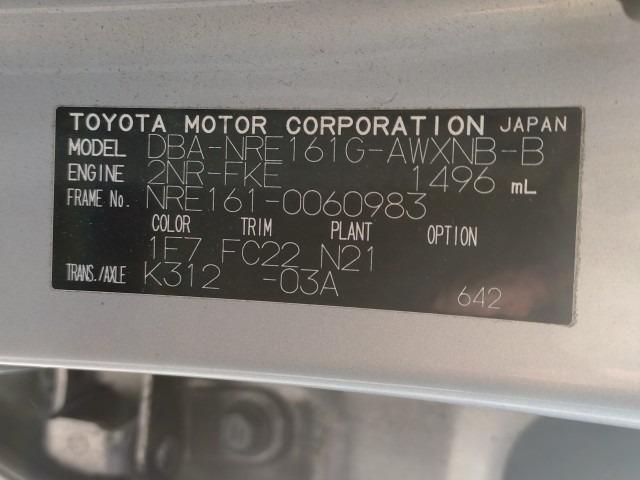 TOYOTA MOTOR CORPORATION JAPAN
MODEL DBA-NRE161G-AWXNB-B
ENGINE 2NR-FKE 1496 mL
FRAME No. NRE161-0060983
COLOR TRIM PLANT OPTION
1F7 FC22 N21
TRANS./AXLE K312 -03A
642